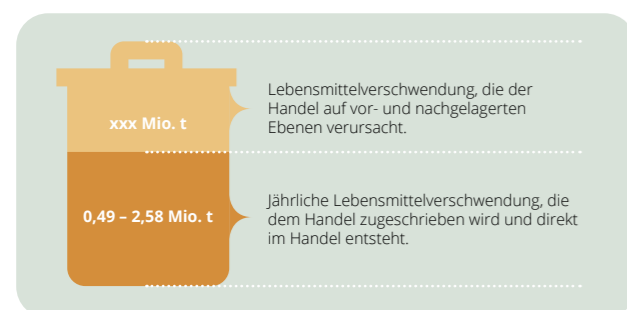 Lebensmittelverschwendung, die der
Handel auf vor- und nachgelagerten
Ebenen verursacht.
xxx Mio. t
Jährliche Lebensmittelverschwendung, die
dem Handel zugeschrieben wird und direkt
im Handel entsteht.
0,49 – 2,58 Mio. t